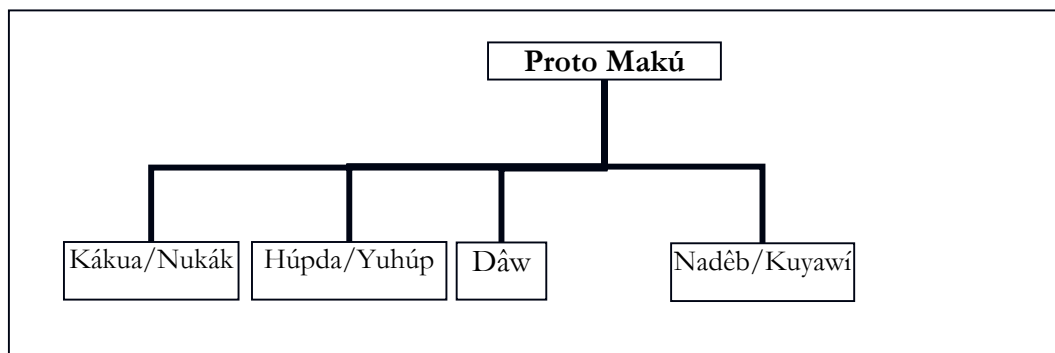 Proto Makú
Kákua/Nukák
Húpda/Yuhúp
Dâw
Nadêb/Kuyawí